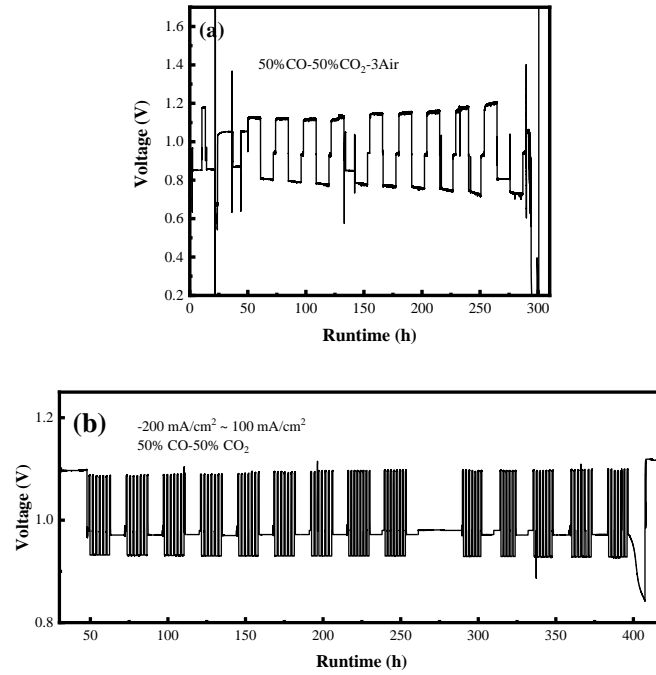 (a)
50%CO-50%CO₂-3Air
1.6
1.4
1.2
1.0
0.8
0.6
0.4
0.2
Voltage (V)
0 50 100 150 200 250 300
Runtime (h)
(b)
-200 mA/cm² ~ 100 mA/cm²
50% CO-50% CO₂
1.2
1.0
0.8
Voltage (V)
50 100 150 200 250 300 350 400
Runtime (h)